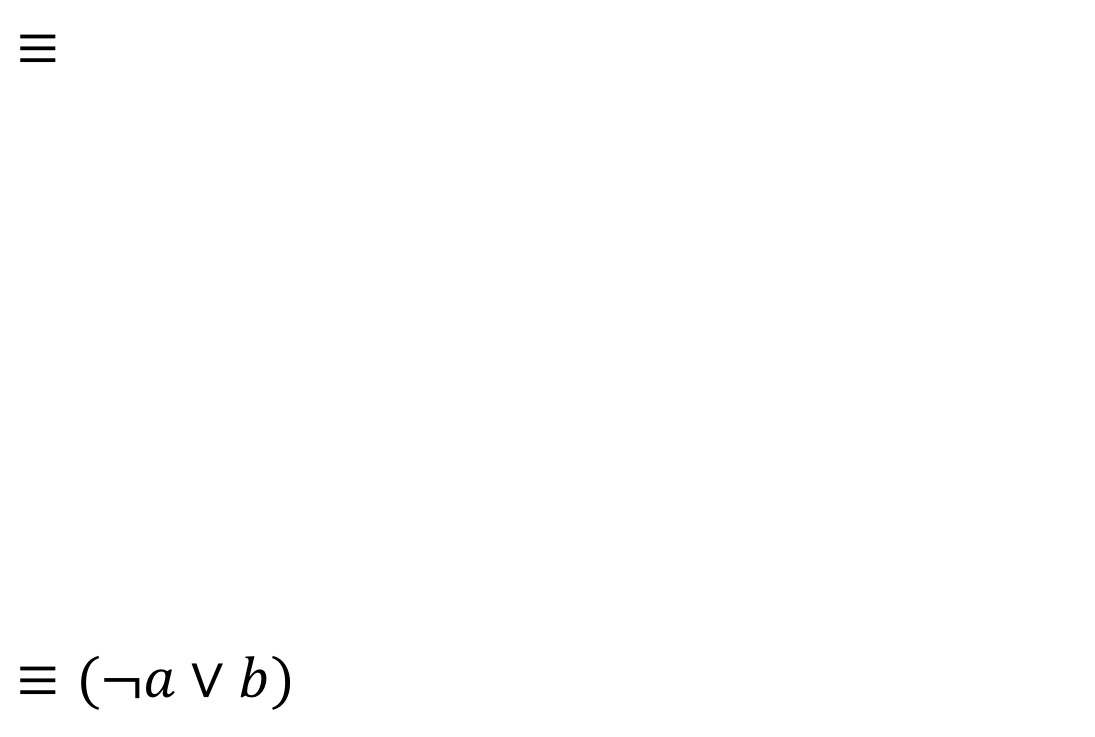 ≡
≡ (¬a ∨ b)